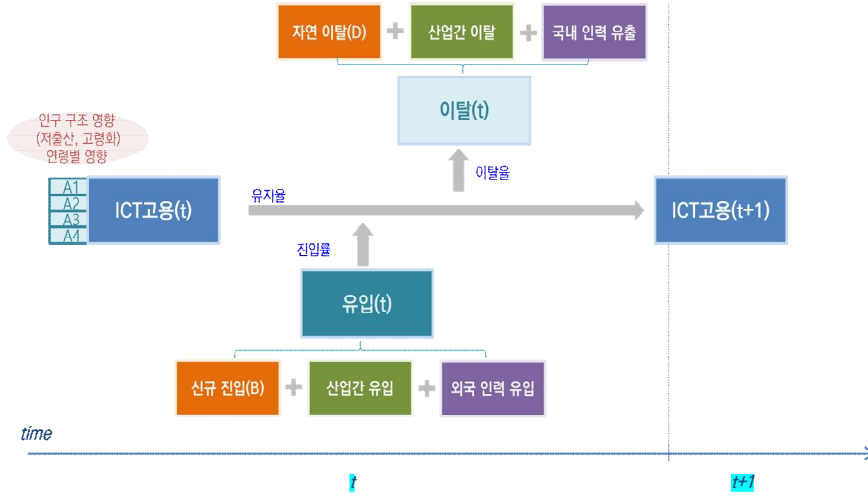 자연 이탈(D)
산업간 이탈
국내 인력 유출
이탈(t)
인구 구조 영향
(저출산, 고령화)
연령별 영향
이탈율
A1
A2
A3
A4
ICT고용(t)
유지율
ICT고용(t+1)
진입률
유입(t)
신규 진입(B)
산업간 유입
외국 인력 유입
time
t
t+1